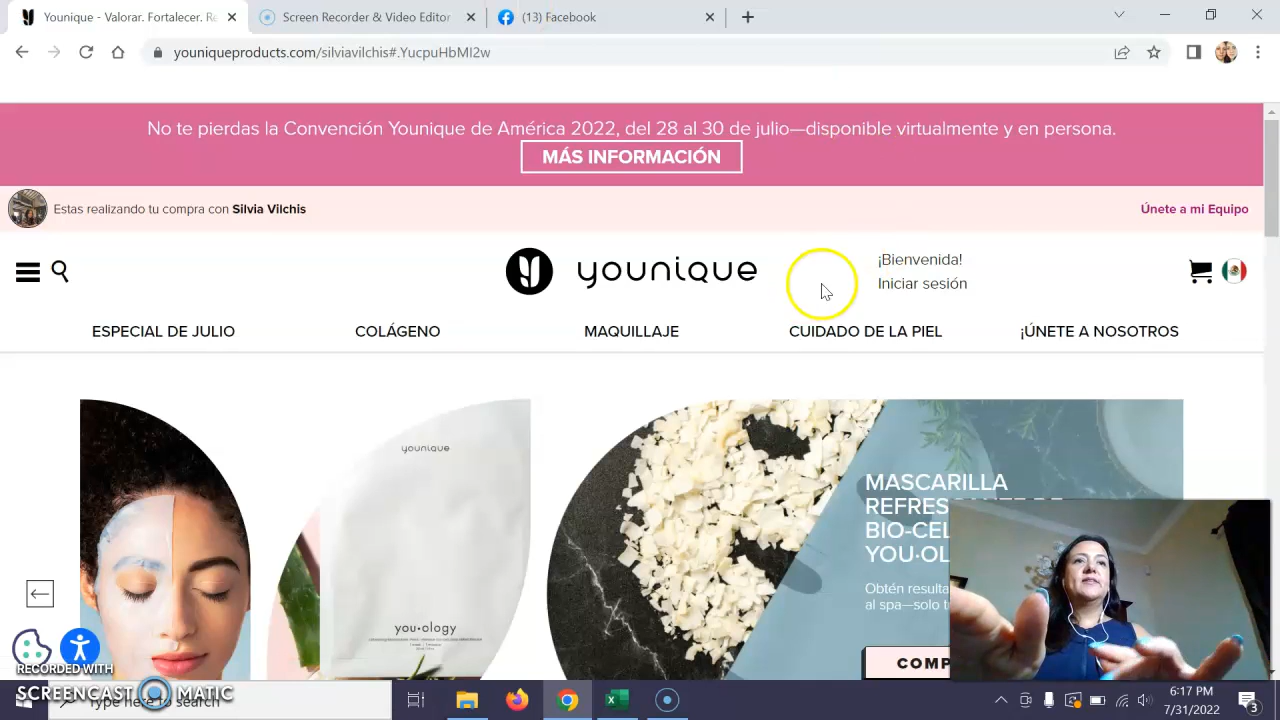 Younique - Valorar. Fortalecer. R
Screen Recorder & Video Editor
(13) Facebook
youniqueproducts.com/silviavilchis#.YucpuHbMI2w
No te pierdas la Convención Younique de América 2022, del 28 al 30 de julio—disponible virtualmente y en persona.
MÁS INFORMACIÓN
Estas realizando tu compra con Silvia Vilchis
Únete a mi Equipo
younique
¡Bienvenida!
Iniciar sesión
ESPECIAL DE JULIO
COLÁGENO
MAQUILLAJE
CUIDADO DE LA PIEL
¡ÚNETE A NOSOTROS
younique
you·ology
MASCARILLA
REFRESCANTE DE
BIO-CEL
YOU·OL
Obtén resulta
al spa—solo t
COMP
RECORDED WITH
SCREENCAST MATIC
Type here to search
6:17 PM
7/31/2022
3